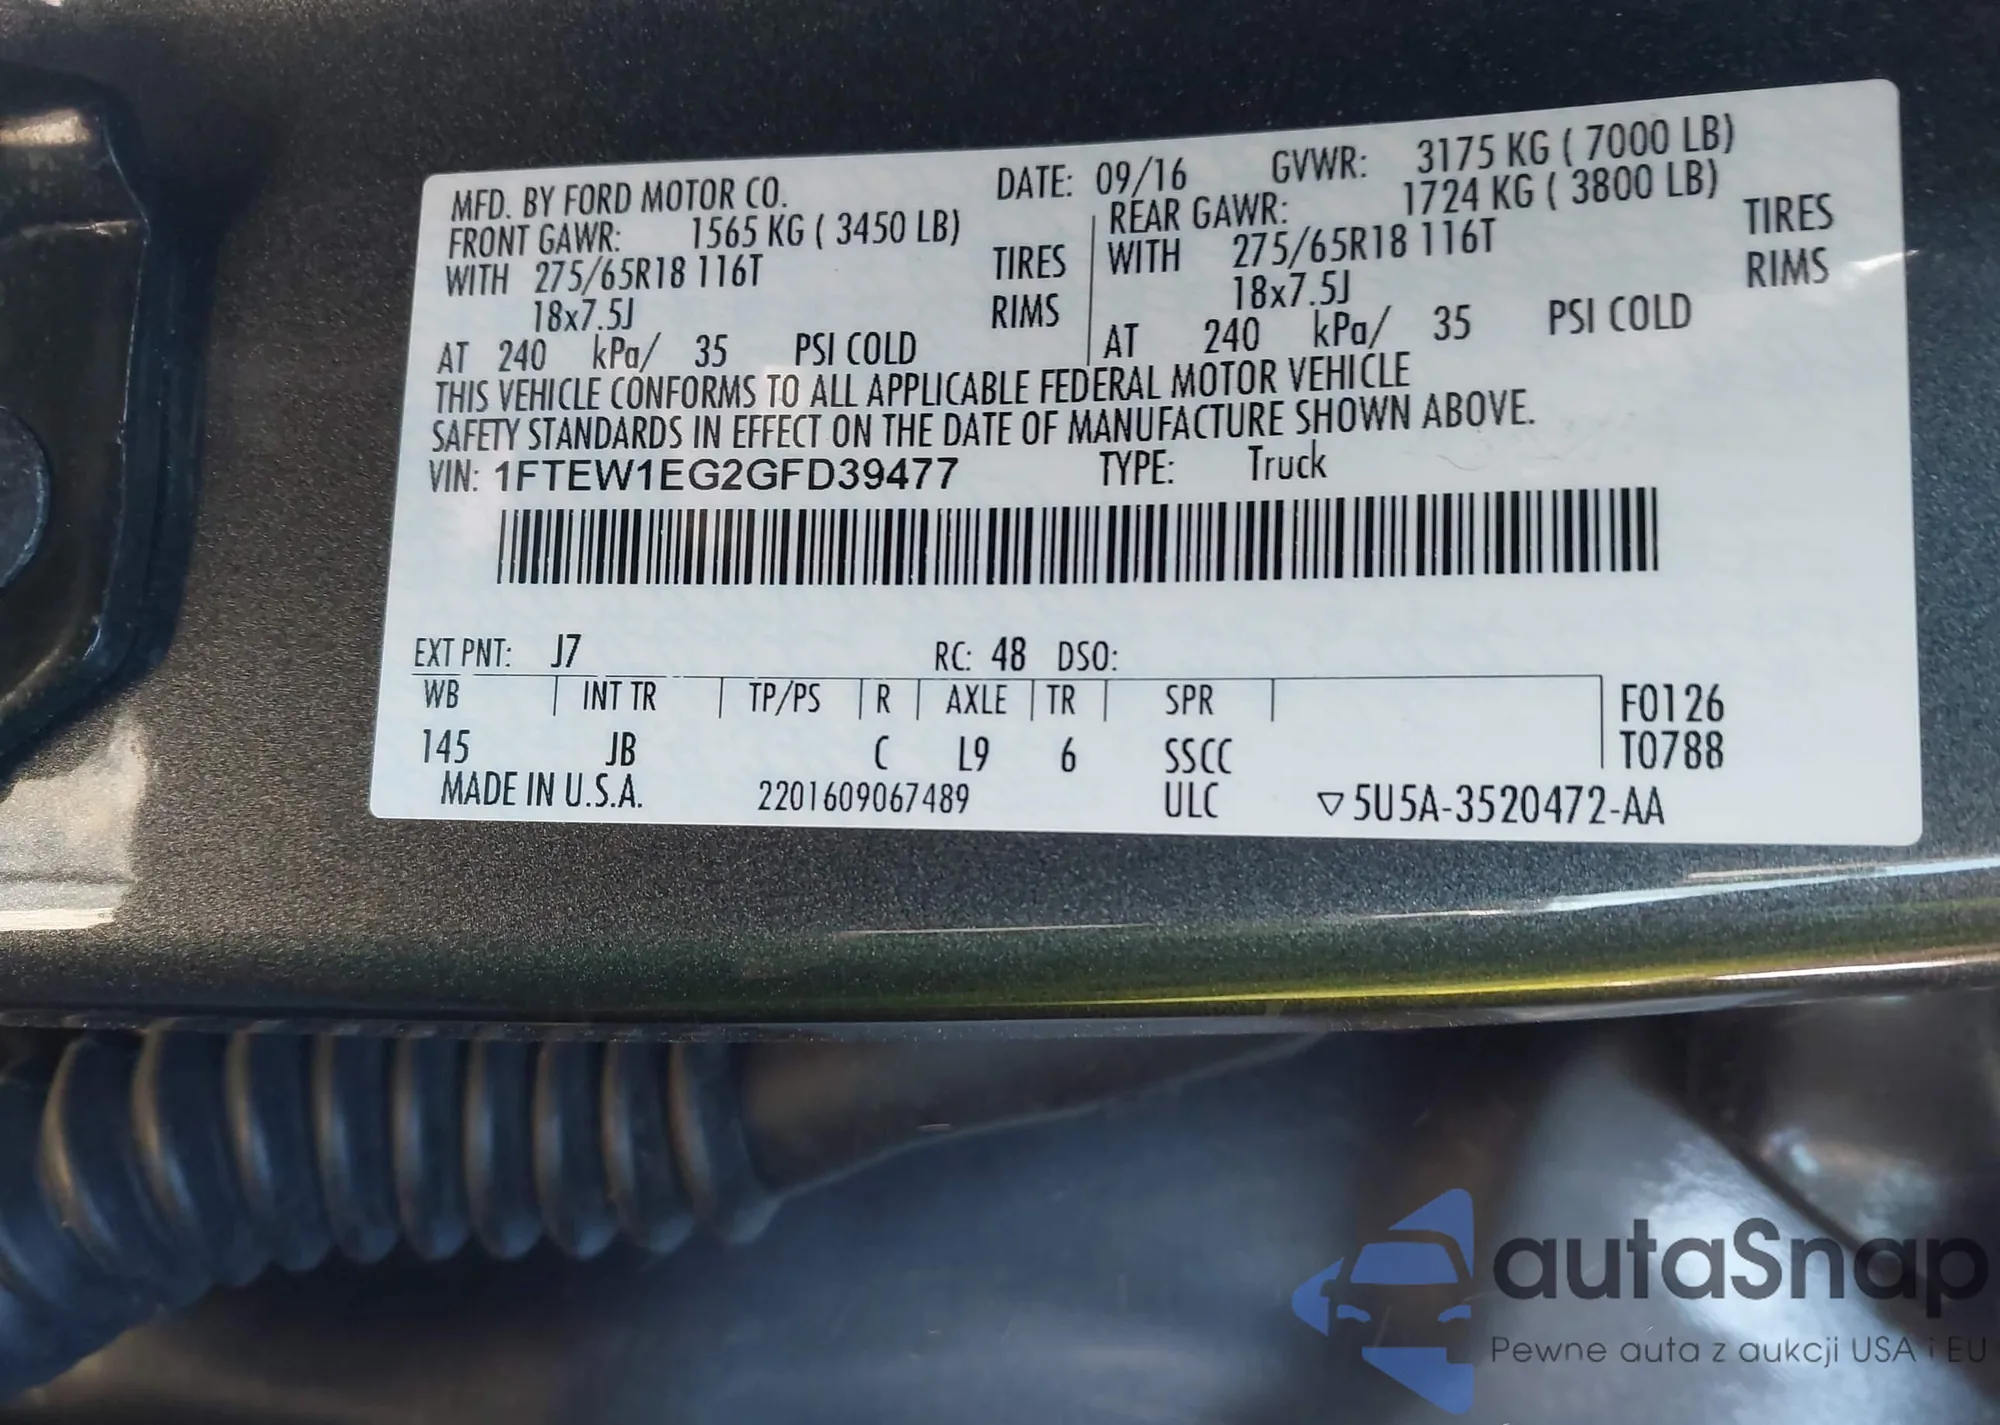 MFD. BY FORD MOTOR CO. DATE: 09/16 GVWR: 3175 KG ( 7000 LB)
FRONT GAWR: 1565 KG ( 3450 LB) REAR GAWR: 1724 KG ( 3800 LB)
WITH 275/65R18 116T TIRES WITH 275/65R18 116T TIRES
18x7.5J RIMS 18x7.5J RIMS
AT 240 kPa/ 35 PSI COLD AT 240 kPa/ 35 PSI COLD
THIS VEHICLE CONFORMS TO ALL APPLICABLE FEDERAL MOTOR VEHICLE
SAFETY STANDARDS IN EFFECT ON THE DATE OF MANUFACTURE SHOWN ABOVE.
VIN: 1FTEW1EG2GFD39477 TYPE: Truck
EXT PNT: J7 RC: 48 DSO:
WB INT TR TP/PS R AXLE TR SPR F0126
145 JB C L9 6 SSCC T0788
MADE IN U.S.A. 2201609067489 ULC ▽5U5A-3520472-AA
autaSnap
Pewne auta z aukcji USA i EU